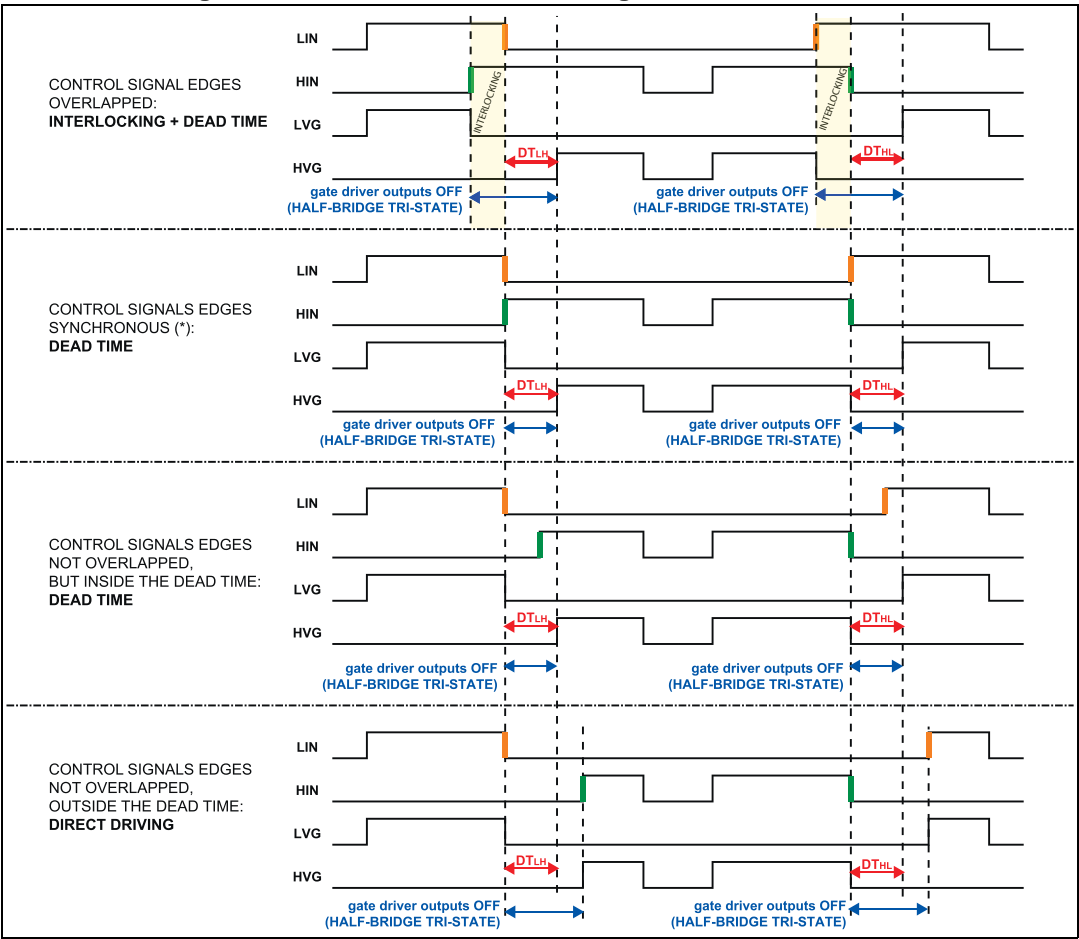 LIN
HIN
LVG
HVG
CONTROL SIGNAL EDGES
OVERLAPPED:
INTERLOCKING + DEAD TIME
INTERLOCKING
INTERLOCKING
DTLH
DTHL
gate driver outputs OFF
(HALF-BRIDGE TRI-STATE)
gate driver outputs OFF
(HALF-BRIDGE TRI-STATE)
LIN
HIN
LVG
HVG
CONTROL SIGNALS EDGES
SYNCHRONOUS (*):
DEAD TIME
DTLH
DTHL
gate driver outputs OFF
(HALF-BRIDGE TRI-STATE)
gate driver outputs OFF
(HALF-BRIDGE TRI-STATE)
LIN
HIN
LVG
HVG
CONTROL SIGNALS EDGES
NOT OVERLAPPED,
BUT INSIDE THE DEAD TIME:
DEAD TIME
DTLH
DTHL
gate driver outputs OFF
(HALF-BRIDGE TRI-STATE)
gate driver outputs OFF
(HALF-BRIDGE TRI-STATE)
LIN
HIN
LVG
HVG
CONTROL SIGNALS EDGES
NOT OVERLAPPED,
OUTSIDE THE DEAD TIME:
DIRECT DRIVING
DTLH
DTHL
gate driver outputs OFF
(HALF-BRIDGE TRI-STATE)
gate driver outputs OFF
(HALF-BRIDGE TRI-STATE)